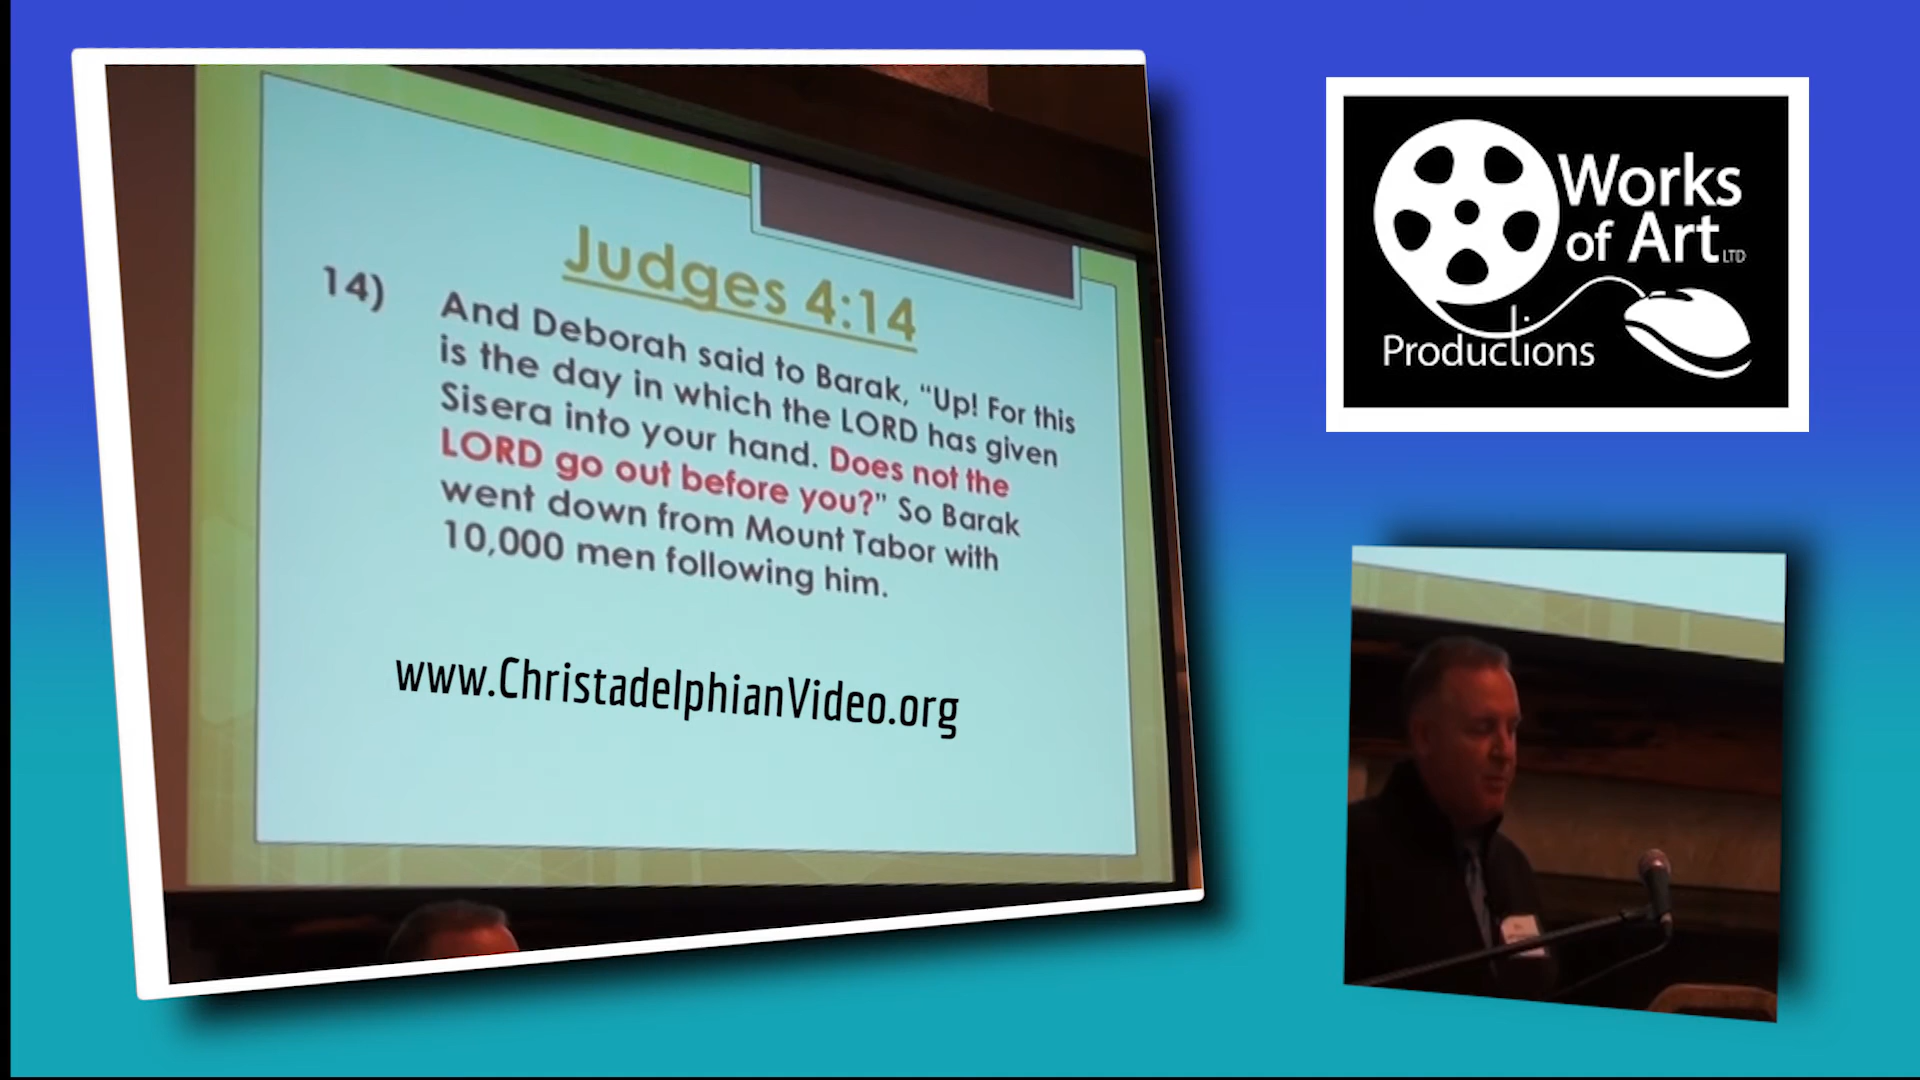 Judges 4:14
14) And Deborah said to Barak, “Up! For this
is the day in which the LORD has given
Sisera into your hand. Does not the
LORD go out before you?” So Barak
went down from Mount Tabor with
10,000 men following him.
www.ChristadelphianVideo.org
Works
of Art LTD
Productions